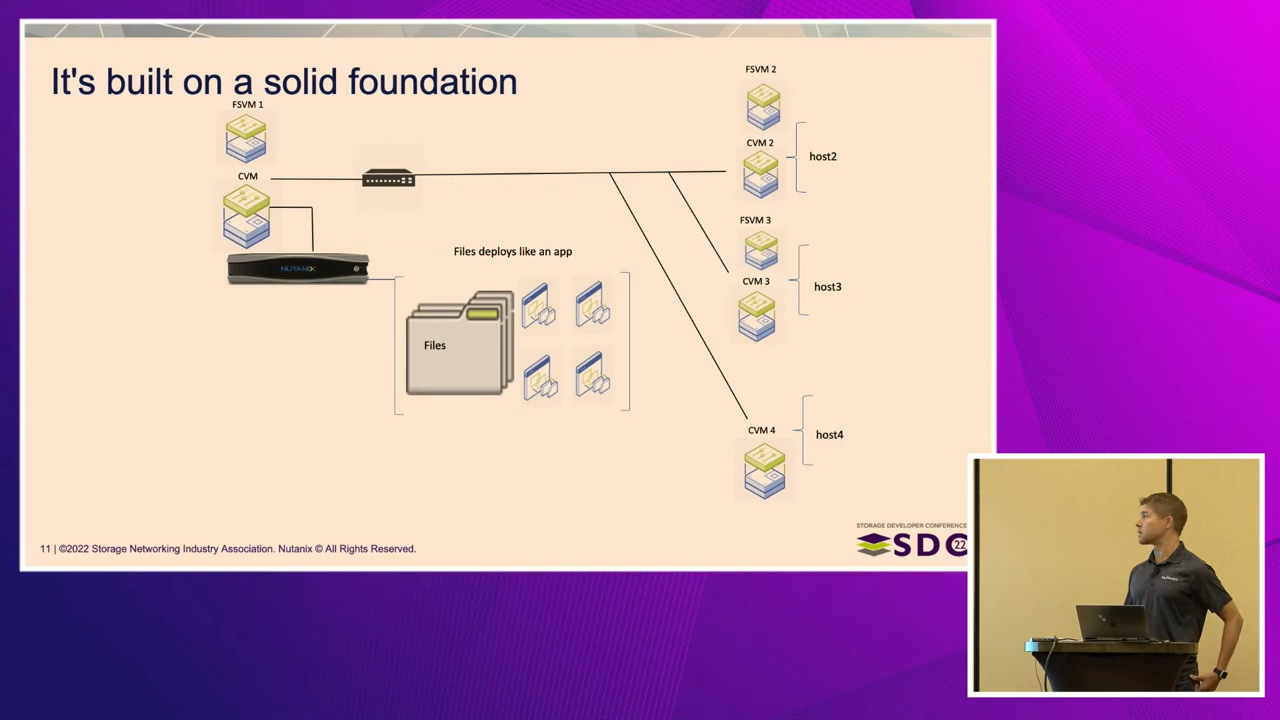 It's built on a solid foundation
FSVM 1
CVM
NUTANIX
Files deploys like an app
Files
FSVM 2
CVM 2
host2
FSVM 3
CVM 3
host3
CVM 4
host4
STORAGE DEVELOPER CONFERENCE
SDC
22
11 | ©2022 Storage Networking Industry Association. Nutanix © All Rights Reserved.
NUTANIX